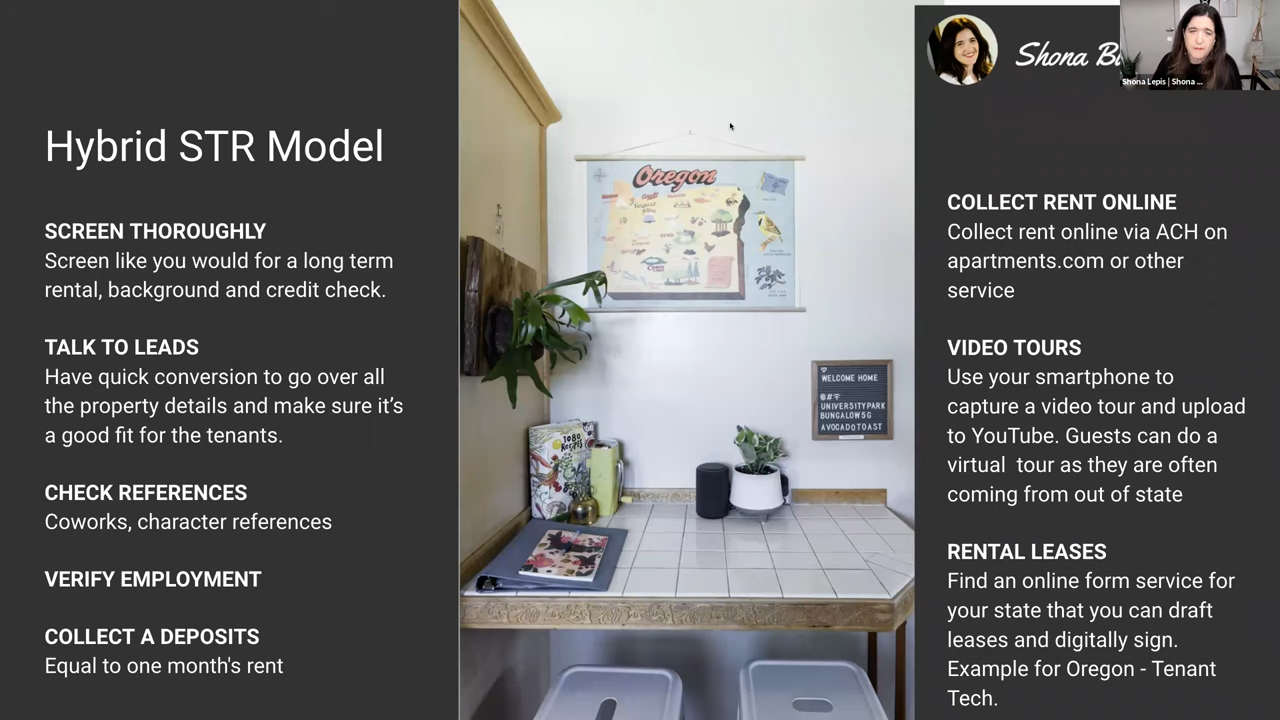 Hybrid STR Model
SCREEN THOROUGHLY
Screen like you would for a long term
rental, background and credit check.
TALK TO LEADS
Have quick conversion to go over all
the property details and make sure it’s
a good fit for the tenants.
CHECK REFERENCES
Coworks, character references
VERIFY EMPLOYMENT
COLLECT A DEPOSITS
Equal to one month's rent
Oregon
WELCOME HOME
UNIVERSITYPARK
BUNGALOW5G
AVOCADOTOAST
Shona
Shona Lepis | Shona ...
COLLECT RENT ONLINE
Collect rent online via ACH on
apartments.com or other
service
VIDEO TOURS
Use your smartphone to
capture a video tour and upload
to YouTube. Guests can do a
virtual  tour as they are often
coming from out of state
RENTAL LEASES
Find an online form service for
your state that you can draft
leases and digitally sign.
Example for Oregon - Tenant
Tech.